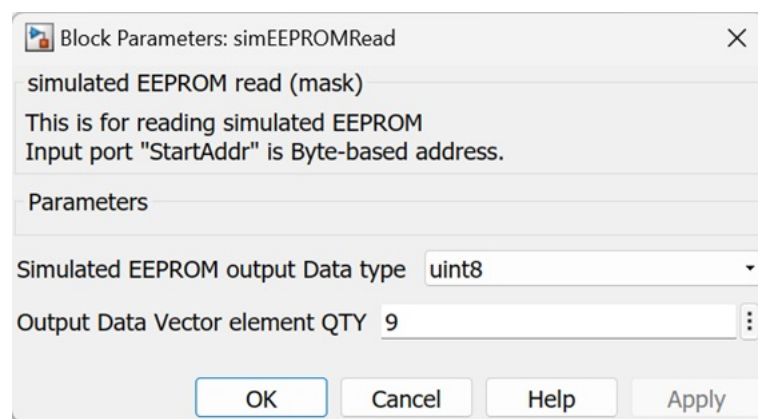 Block Parameters: simEEPROMRead
simulated EEPROM read (mask)
This is for reading simulated EEPROM
Input port "StartAddr" is Byte-based address.
Parameters
Simulated EEPROM output Data type uint8
Output Data Vector element QTY 9
OK Cancel Help Apply